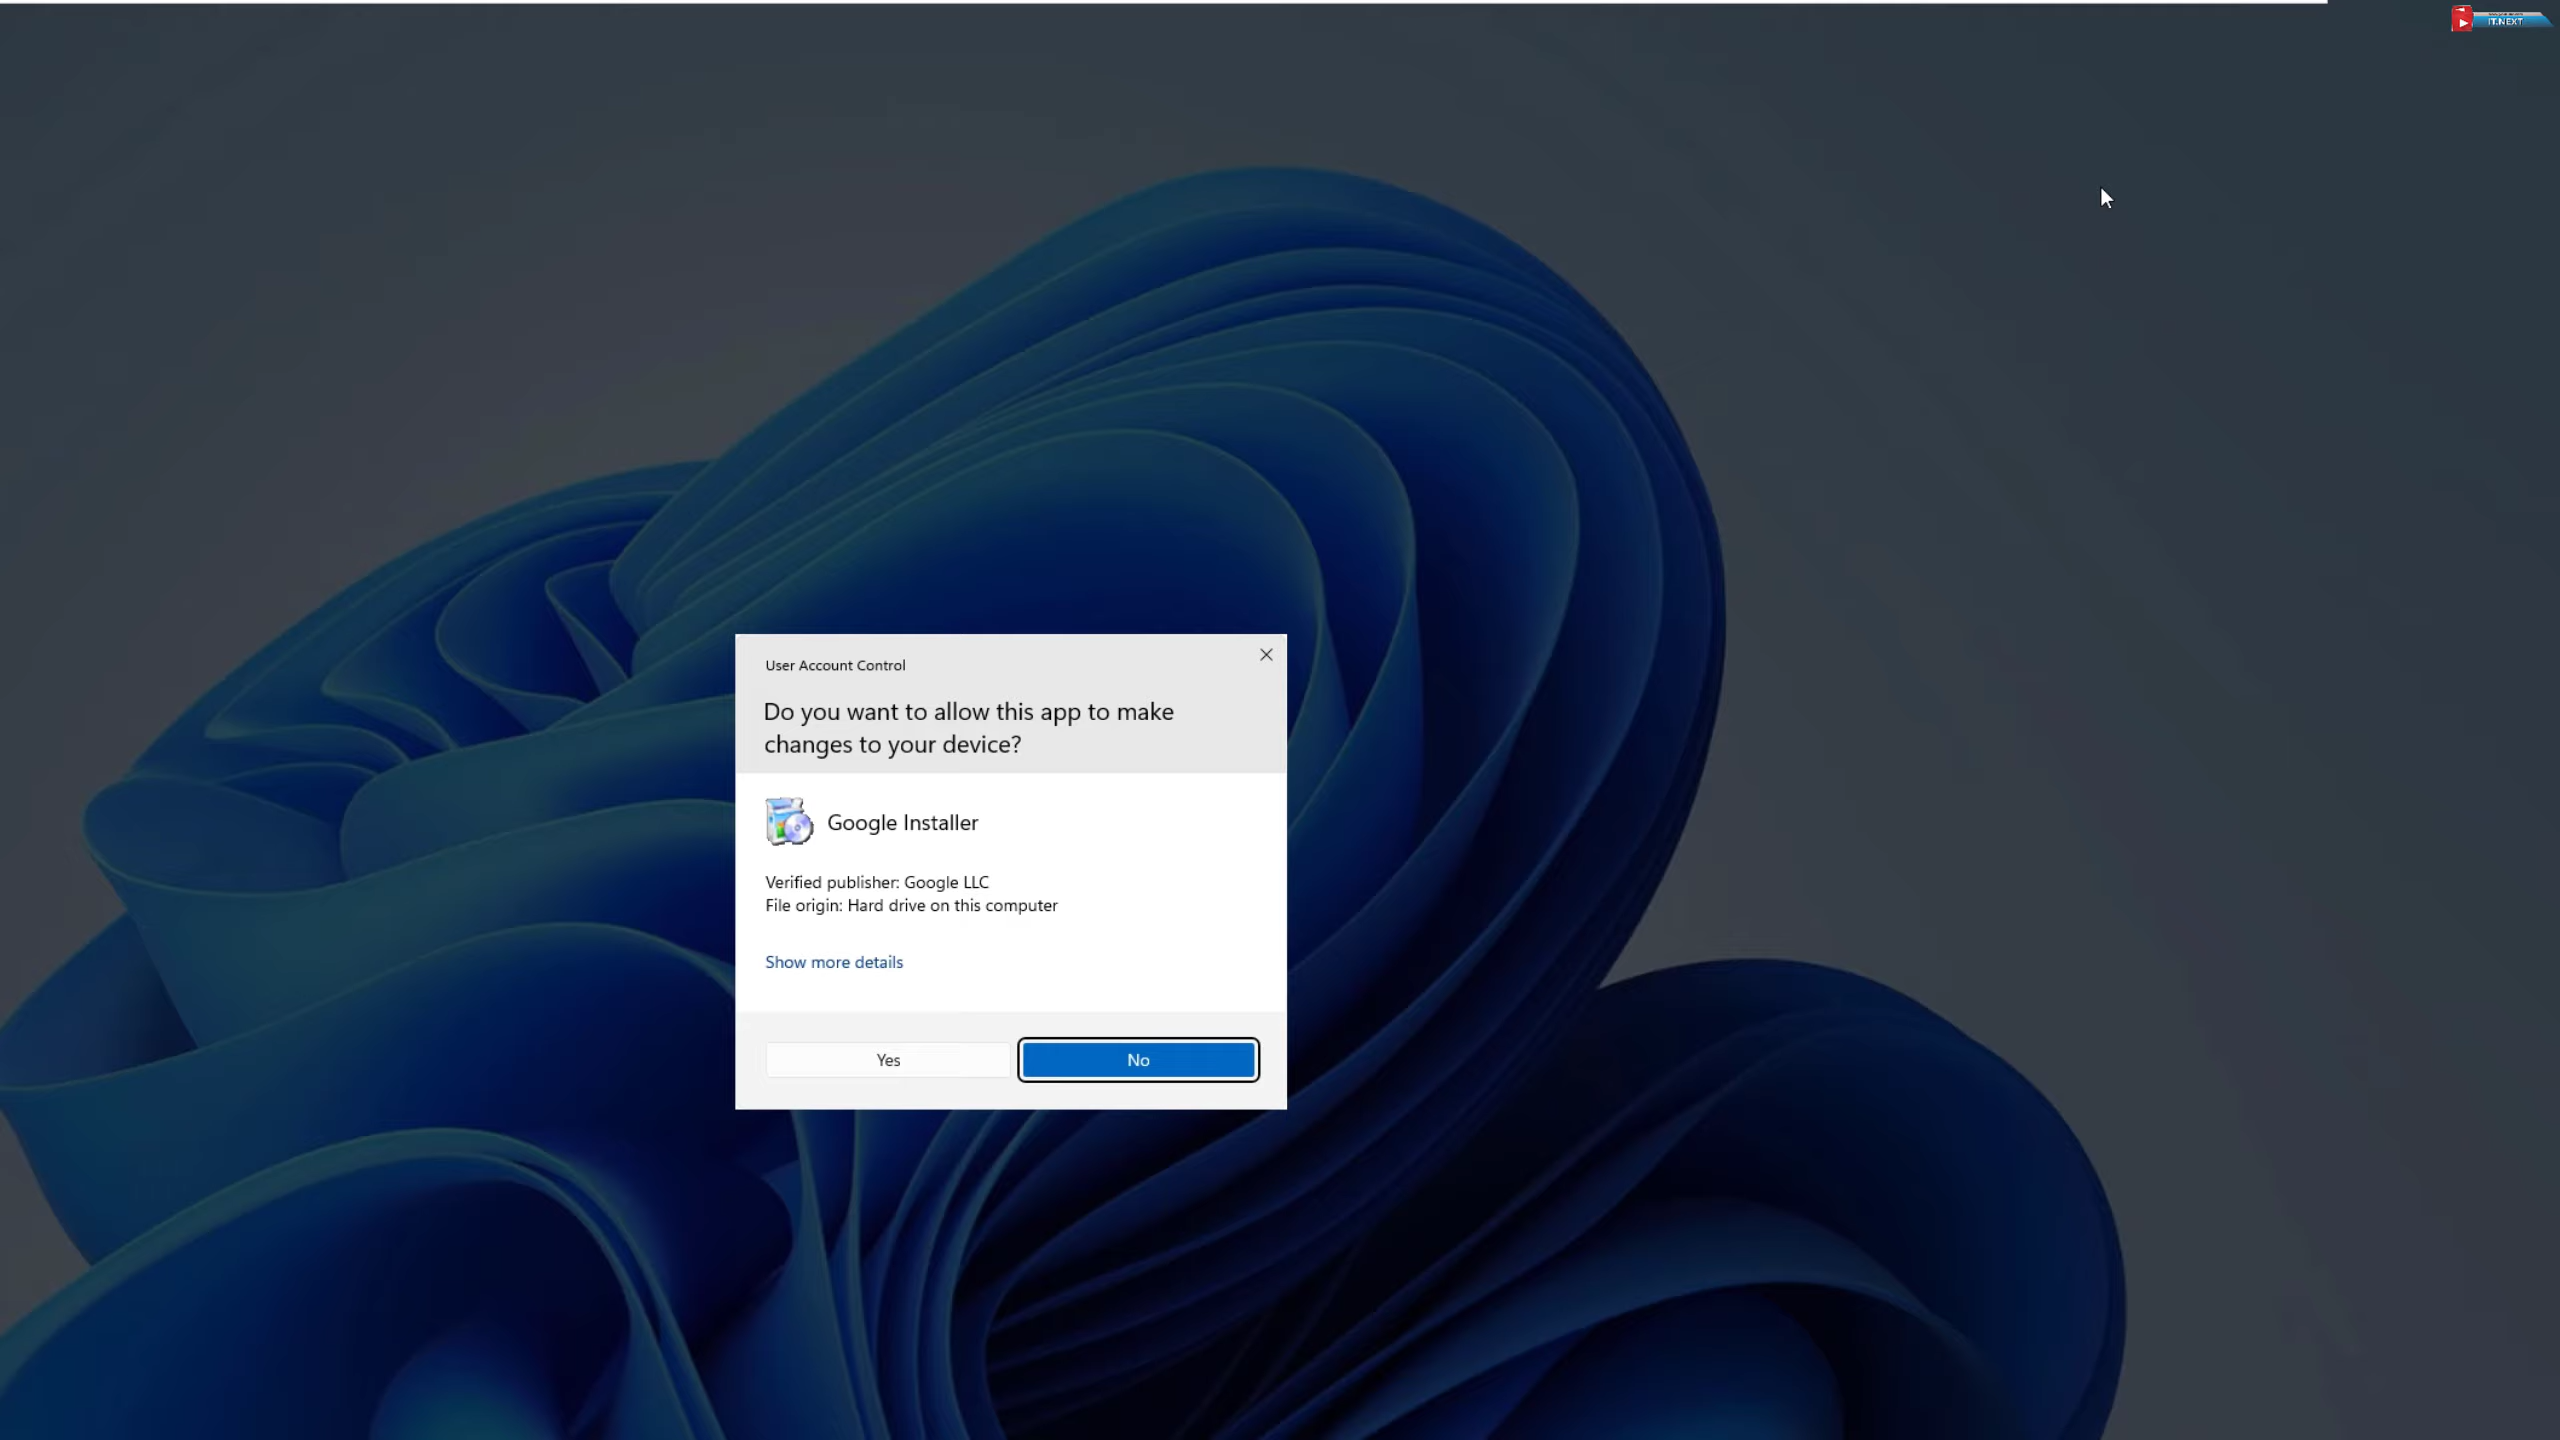 IT.NEXT
User Account Control
Do you want to allow this app to make
changes to your device?
Google Installer
Verified publisher: Google LLC
File origin: Hard drive on this computer
Show more details
Yes
No